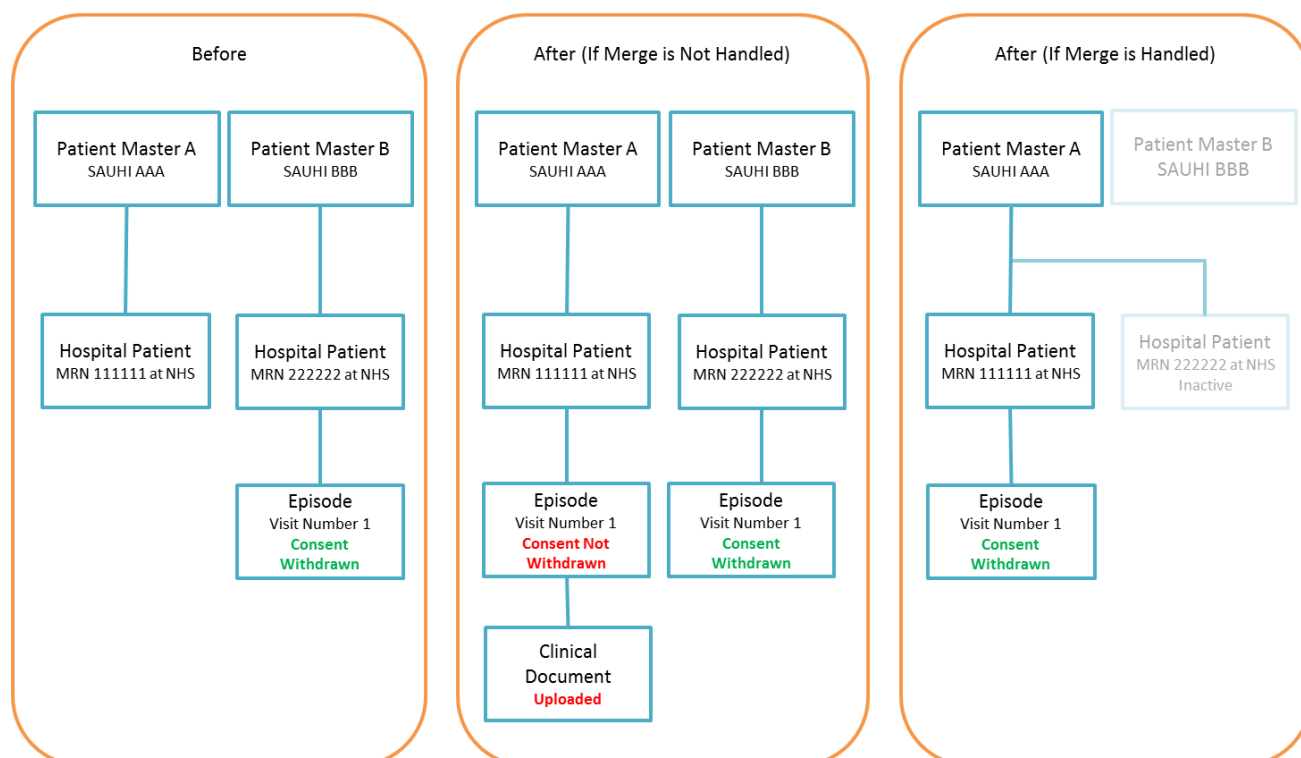 Before
Patient Master A
SAUHI AAA
Patient Master B
SAUHI BBB
Hospital Patient
MRN 111111 at NHS
Hospital Patient
MRN 222222 at NHS
Episode
Visit Number 1
Consent
Withdrawn
After (If Merge is Not Handled)
Patient Master A
SAUHI AAA
Patient Master B
SAUHI BBB
Hospital Patient
MRN 111111 at NHS
Hospital Patient
MRN 222222 at NHS
Episode
Visit Number 1
Consent Not
Withdrawn
Episode
Visit Number 1
Consent
Withdrawn
Clinical
Document
Uploaded
After (If Merge is Handled)
Patient Master A
SAUHI AAA
Patient Master B
SAUHI BBB
Hospital Patient
MRN 111111 at NHS
Hospital Patient
MRN 222222 at NHS
Inactive
Episode
Visit Number 1
Consent
Withdrawn